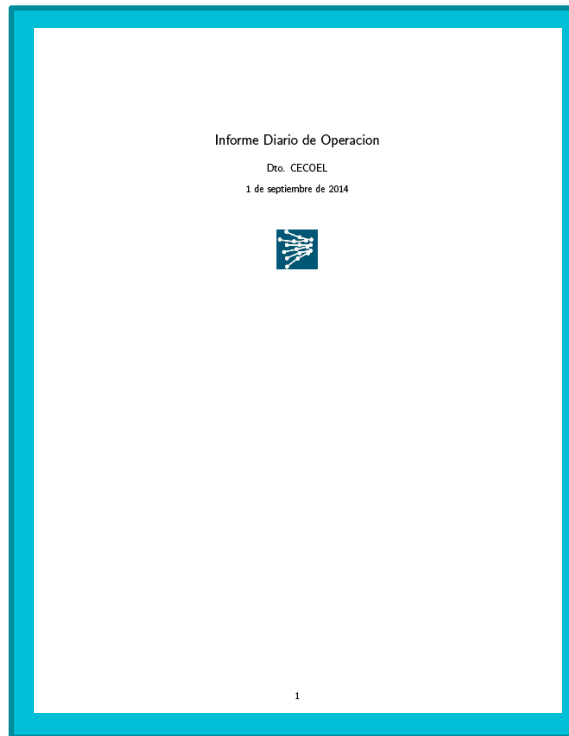 Informe Diario de Operacion
Dto. CECOEL
1 de septiembre de 2014
1